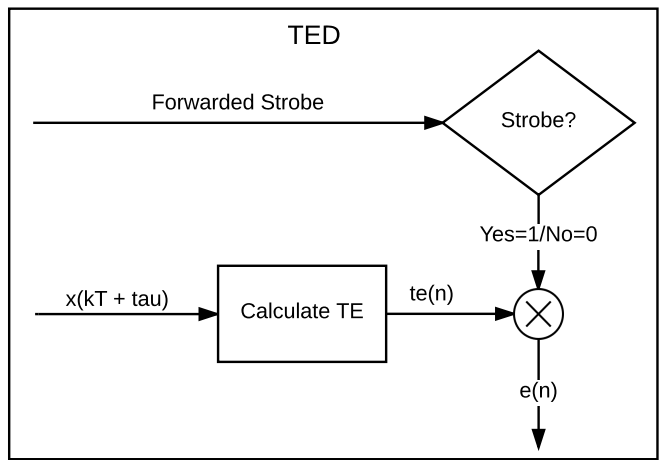 TED
Forwarded Strobe
Strobe?
Yes=1/No=0
x(kT + tau)
Calculate TE
te(n)
e(n)